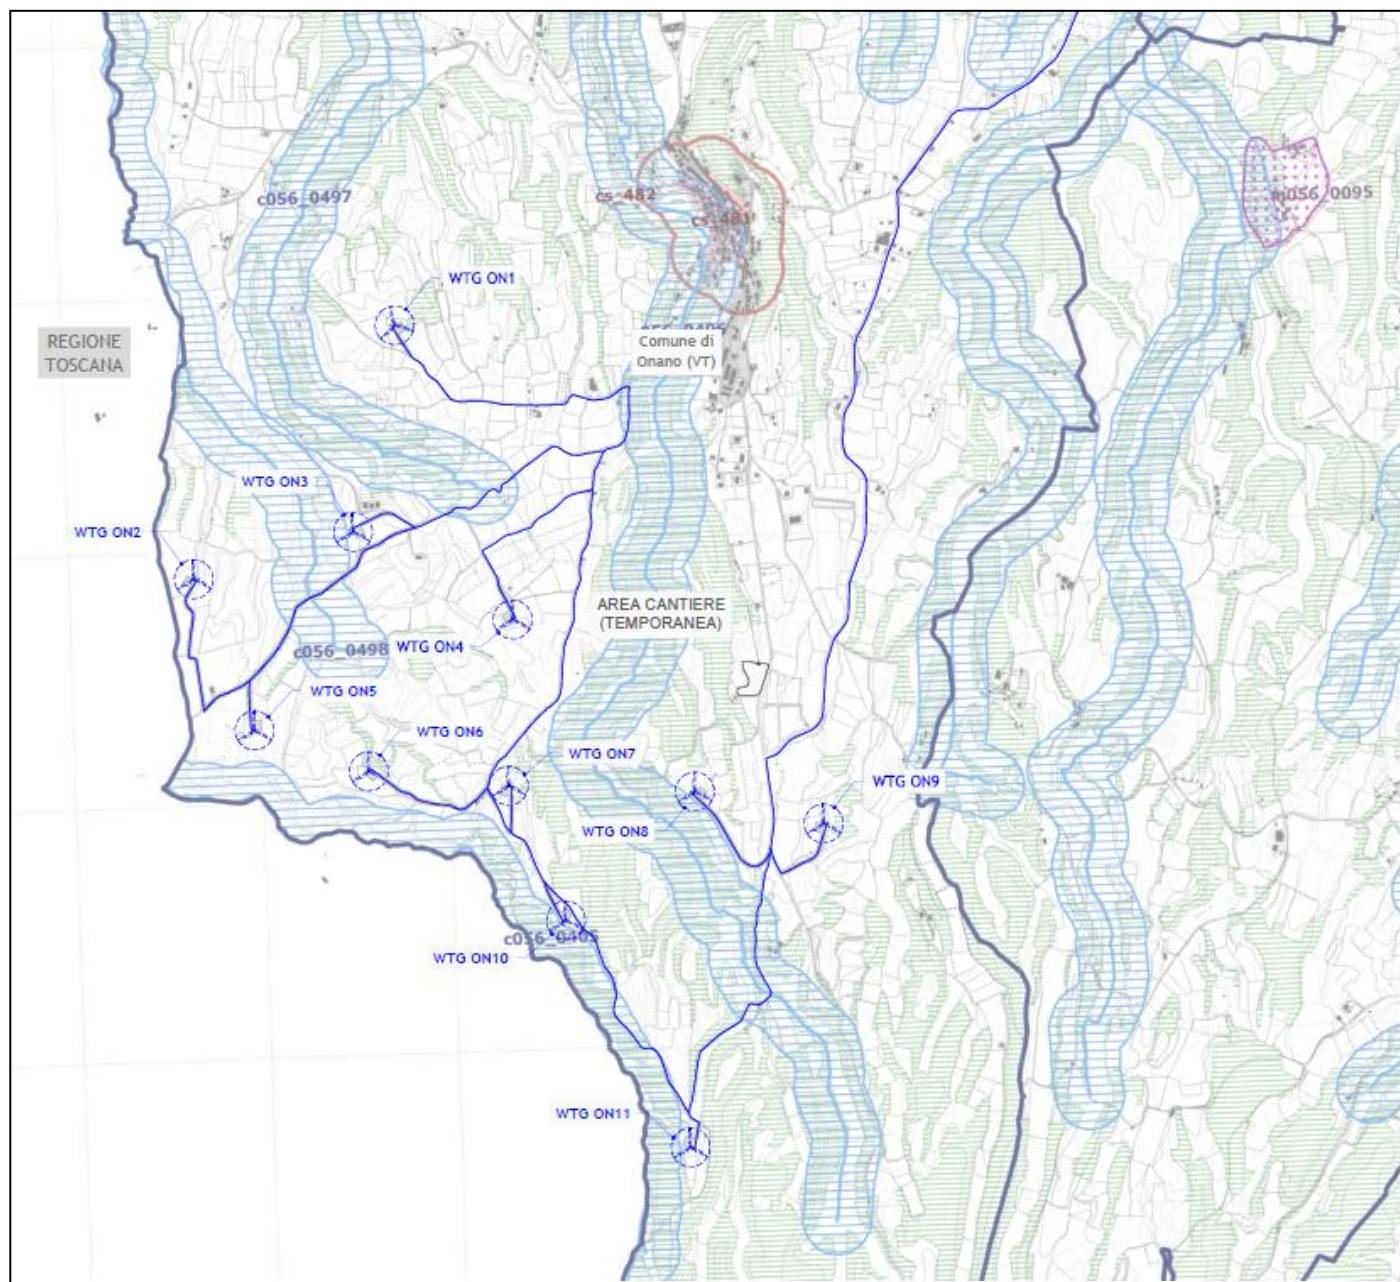 c056_0497
cs_482
cs_481
056_0095
WTG ON1
REGIONE
TOSCANA
Comune di
Onano (VT)
WTG ON3
WTG ON2
AREA CANTIERE
(TEMPORANEA)
c056_0498
WTG ON4
WTG ON5
WTG ON6
WTG ON7
WTG ON9
WTG ON8
WTG ON10
WTG ON11